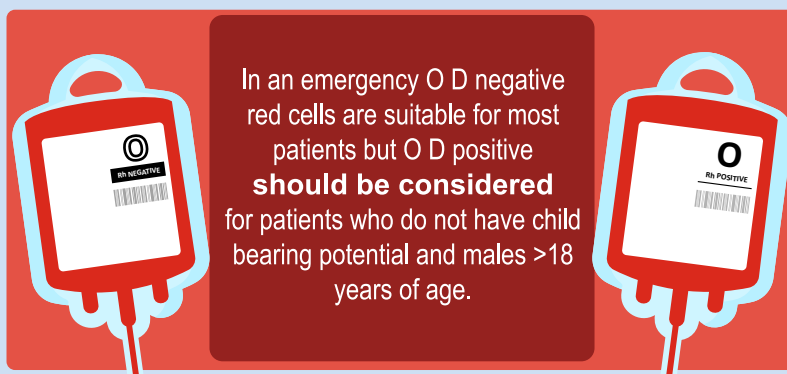 In an emergency O D negative
red cells are suitable for most
patients but O D positive
should be considered
for patients who do not have child
bearing potential and males >18
years of age.
O
Rh NEGATIVE
O
Rh POSITIVE